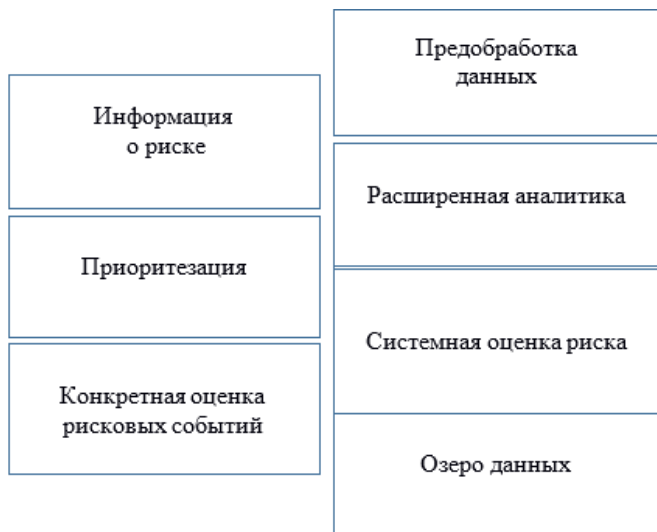 Информация
о риске
Приоритезация
Конкретная оценка
рисковых событий
Предобработка
данных
Расширенная аналитика
Системная оценка риска
Озеро данных